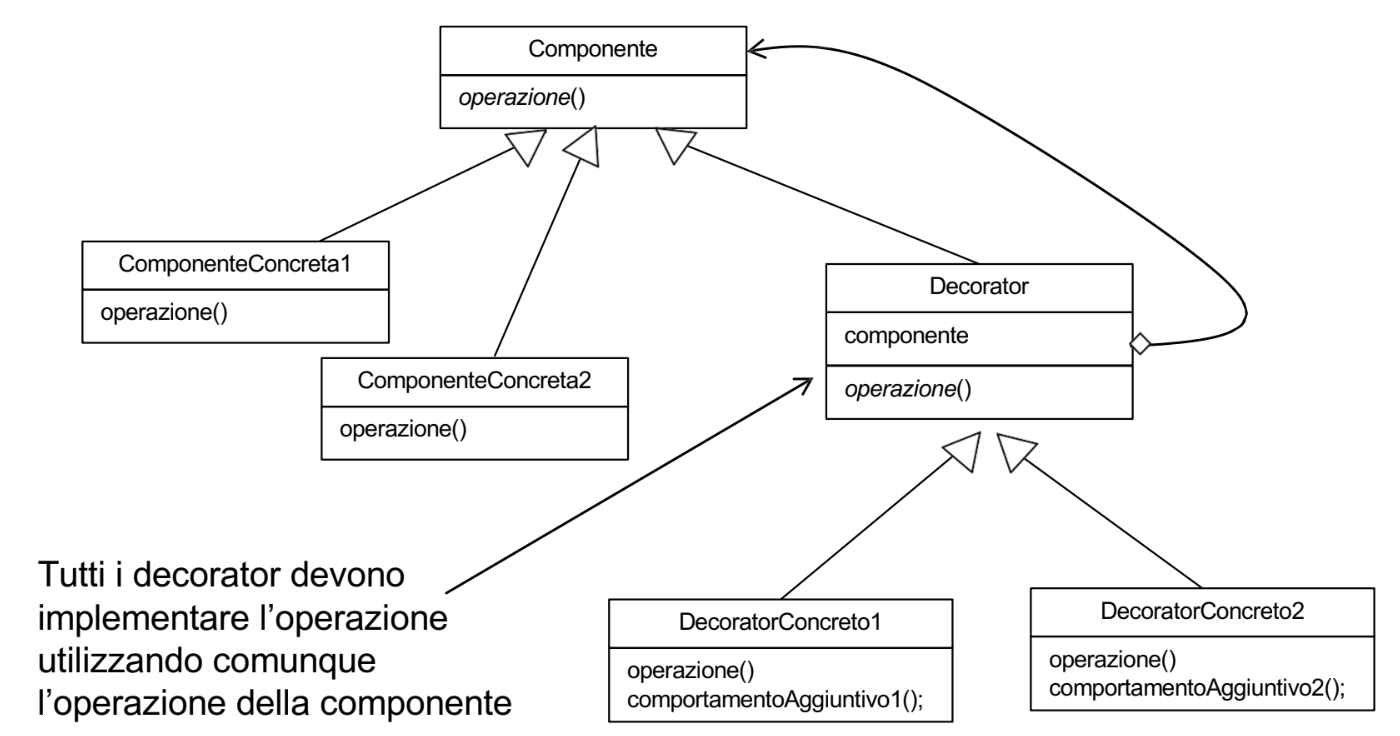 Componente
operazione()
ComponenteConcreta1
operazione()
Decorator
componente
operazione()
ComponenteConcreta2
operazione()
Tutti i decorator devono
implementare l’operazione
utilizzando comunque
l’operazione della componente
DecoratorConcreto1
operazione()
comportamentoAggiuntivo1();
DecoratorConcreto2
operazione()
comportamentoAggiuntivo2();